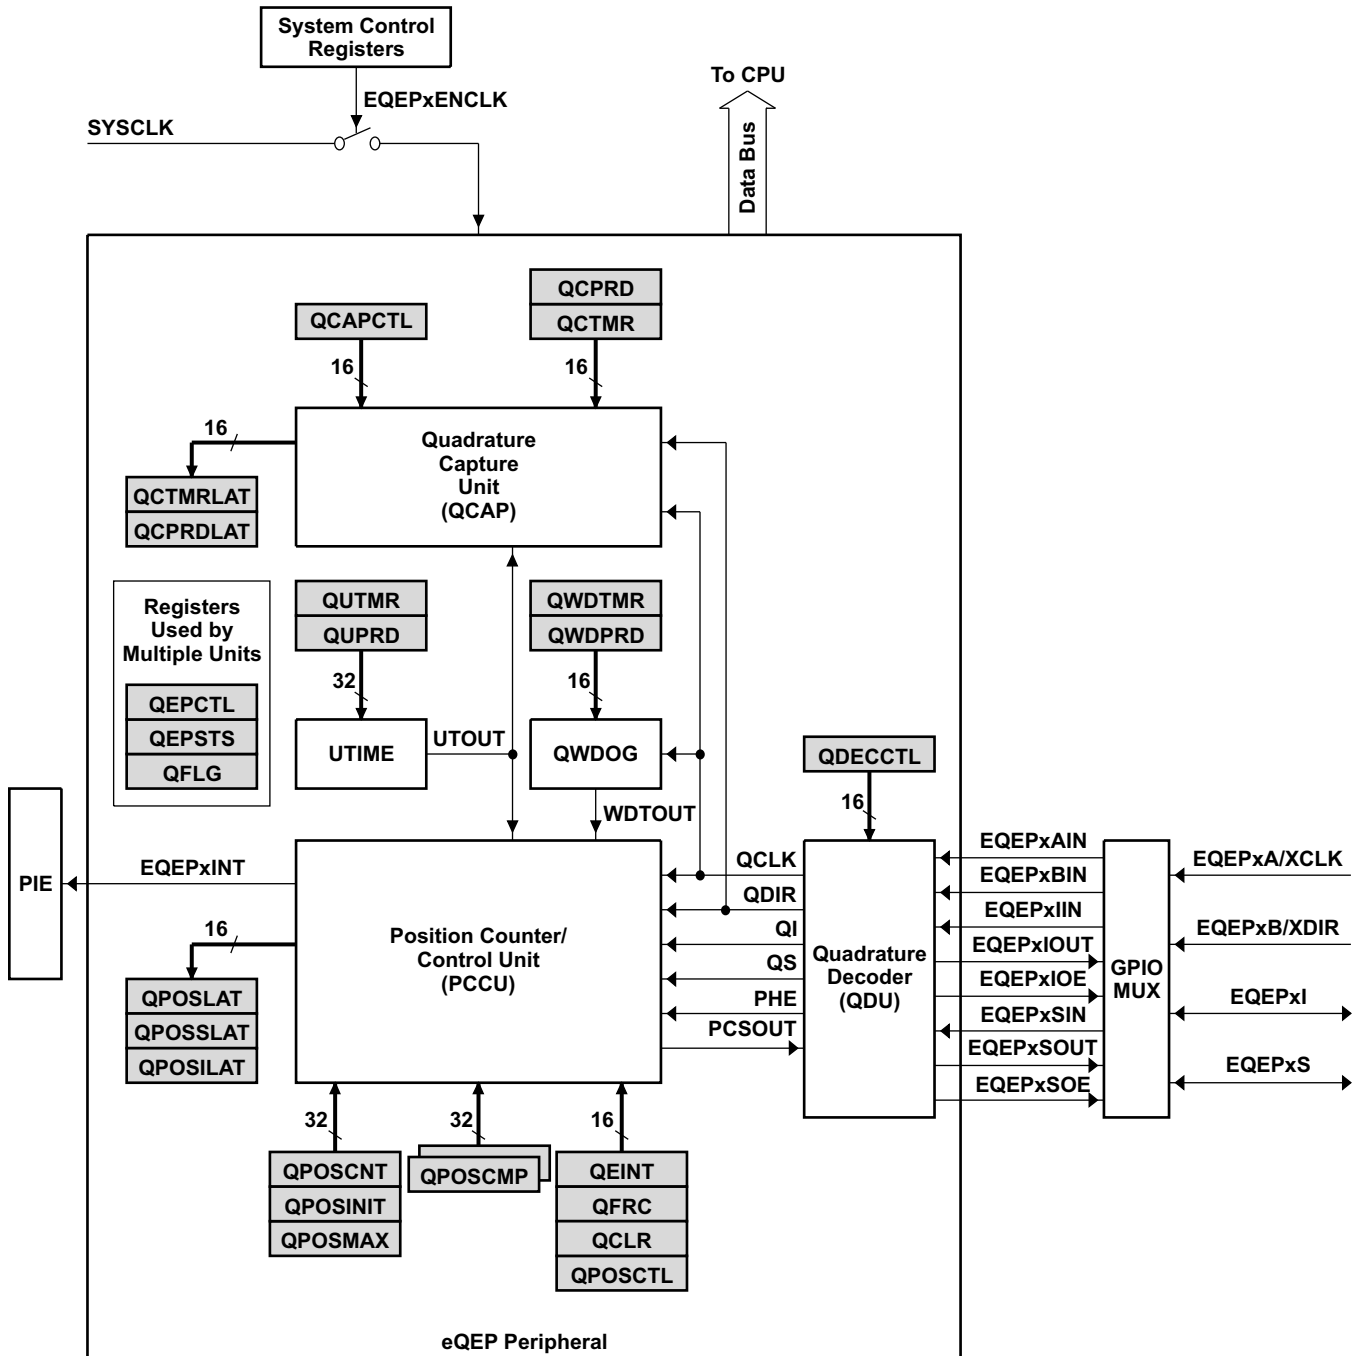 System Control
Registers
To CPU
EQEPxENCLK
SYSCLK
Data Bus
QCPRD
QCAPCTL
QCTMR
16
16
16
Quadrature
Capture
Unit
(QCAP)
QCTMRLAT
QCPRDLAT
Registers
Used by
Multiple Units
QEPCTL
QEPSTS
QFLG
QUTMR
QUPRD
32
UTIME
UTOUT
QWDTMR
QWDPRD
16
QWDOG
WDTOUT
QDECCTL
16
PIE
EQEPxINT
16
QPOSLAT
QPOSSLAT
QPOSILAT
Position Counter/
Control Unit
(PCCU)
QCLK
QDIR
QI
QS
PHE
PCSOUT
Quadrature
Decoder
(QDU)
EQEPxAIN
EQEPxBIN
EQEPxIIN
EQEPxIOUT
EQEPxIOE
EQEPxSIN
EQEPxSOUT
EQEPxSOE
GPIO
MUX
EQEPxA/XCLK
EQEPxB/XDIR
EQEPxI
EQEPxS
32
32
16
QPOSCNT
QPOSINIT
QPOSMAX
QPOSCMP
QEINT
QFRC
QCLR
QPOSCTL
eQEP Peripheral